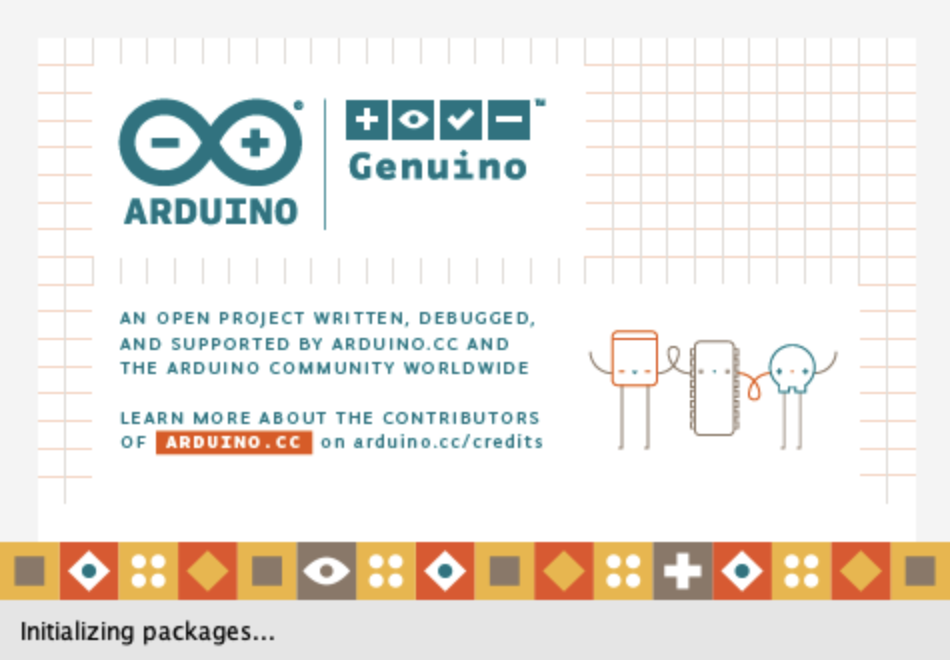 ARDUINO
Genuino
TM
AN OPEN PROJECT WRITTEN, DEBUGGED,
AND SUPPORTED BY ARDUINO.CC AND
THE ARDUINO COMMUNITY WORLDWIDE
LEARN MORE ABOUT THE CONTRIBUTORS
OF ARDUINO.CC on arduino.cc/credits
Initializing packages...